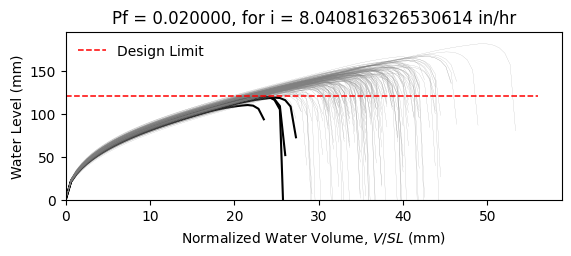 Pf = 0.020000, for i = 8.040816326530614 in/hr
Design Limit
Water Level (mm)
150
100
50
0
0 10 20 30 40 50
Normalized Water Volume, V/SL (mm)